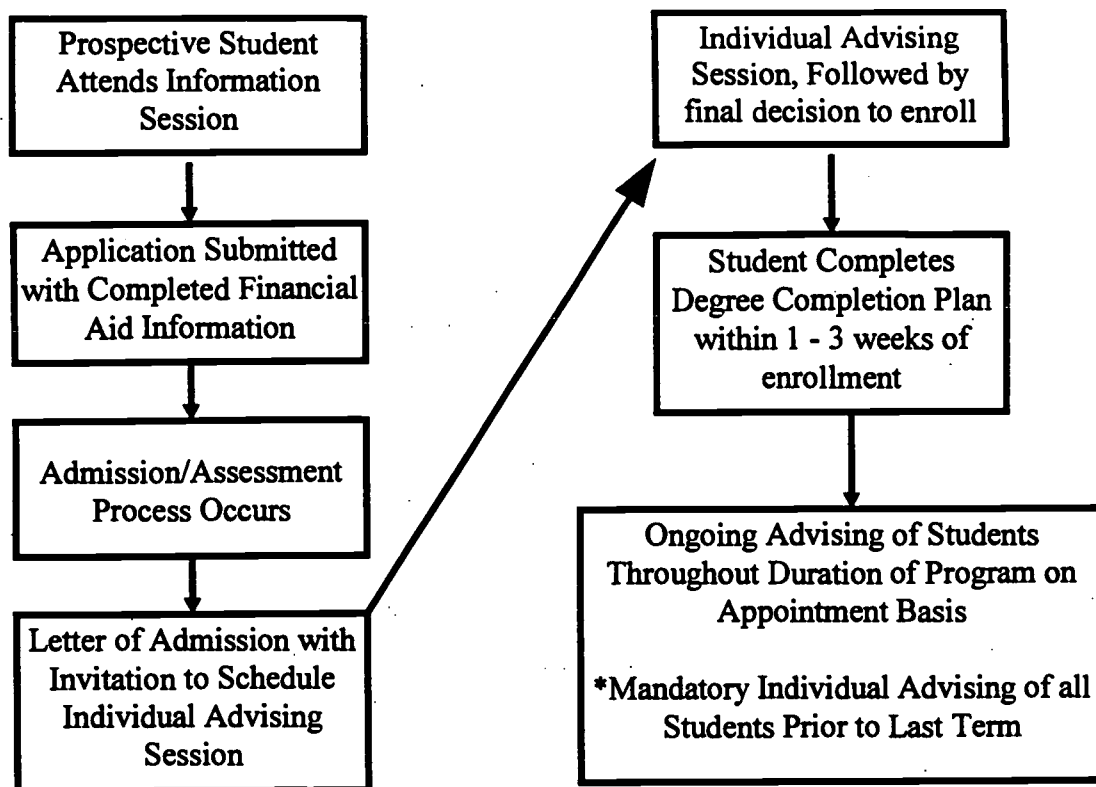 Prospective Student
Attends Information
Session
Application Submitted
with Completed Financial
Aid Information
Admission/Assessment
Process Occurs
Letter of Admission with
Invitation to Schedule
Individual Advising
Session
Individual Advising
Session, Followed by
final decision to enroll
Student Completes
Degree Completion Plan
within 1 - 3 weeks of
enrollment
Ongoing Advising of Students
Throughout Duration of Program on
Appointment Basis
*Mandatory Individual Advising of all
Students Prior to Last Term